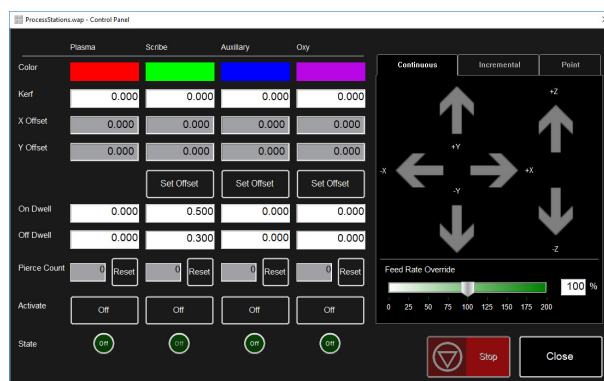 ProcessStations.wap - Control Panel
Plasma Scribe Auxiliary Oxy
Color
Kerf 0.000 0.000 0.000 0.000
X Offset 0.000 0.000 0.000 0.000
Y Offset 0.000 0.000 0.000 0.000
Set Offset Set Offset Set Offset
On Dwell 0.000 0.500 0.000 0.000
Off Dwell 0.000 0.300 0.000 0.000
Pierce Count 0 Reset 0 Reset 0 Reset 0 Reset
Activate Off Off Off Off
State Off Off Off Off
Continuous Incremental Point
+Z
+Y
-X +X
-Y
-Z
Feed Rate Override
100 %
0 25 50 75 100 125 150 175 200
Stop Close